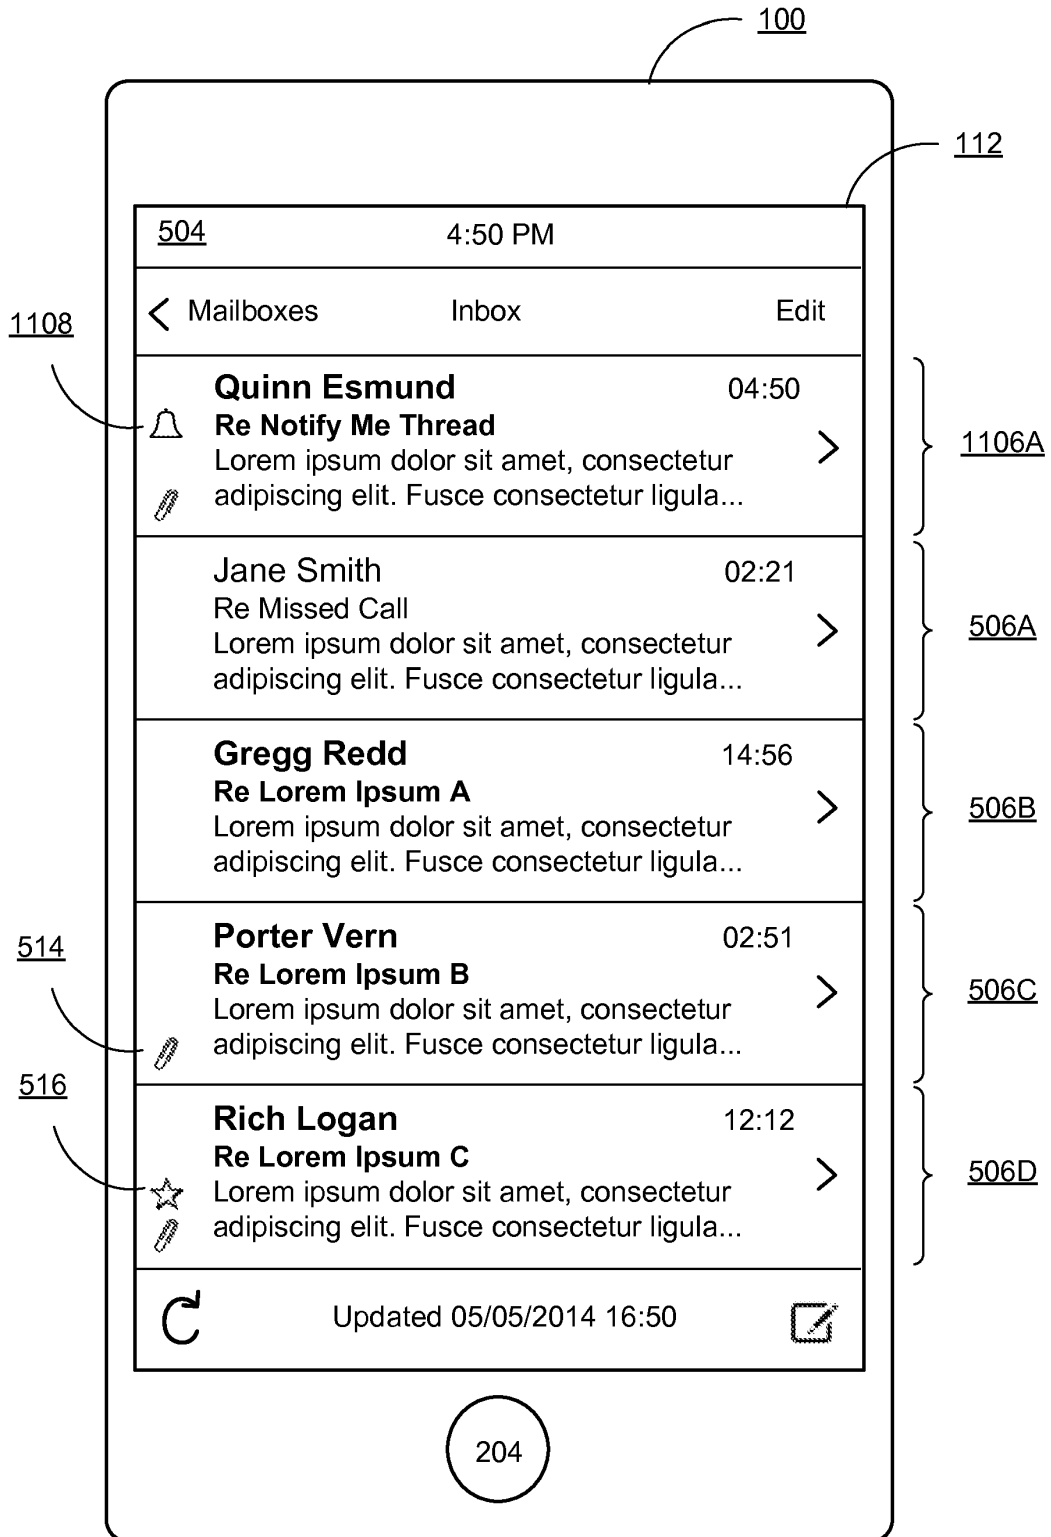 100
112
504 4:50 PM
Mailboxes Inbox Edit
1108
Quinn Esmund 04:50
Re Notify Me Thread
Lorem ipsum dolor sit amet, consectetur
adipiscing elit. Fusce consectetur ligula...
1106A
Jane Smith 02:21
Re Missed Call
Lorem ipsum dolor sit amet, consectetur
adipiscing elit. Fusce consectetur ligula...
506A
Gregg Redd 14:56
Re Lorem Ipsum A
Lorem ipsum dolor sit amet, consectetur
adipiscing elit. Fusce consectetur ligula...
506B
Porter Vern 02:51
Re Lorem Ipsum B
Lorem ipsum dolor sit amet, consectetur
adipiscing elit. Fusce consectetur ligula...
506C
514
516
Rich Logan 12:12
Re Lorem Ipsum C
Lorem ipsum dolor sit amet, consectetur
adipiscing elit. Fusce consectetur ligula...
506D
Updated 05/05/2014 16:50
204